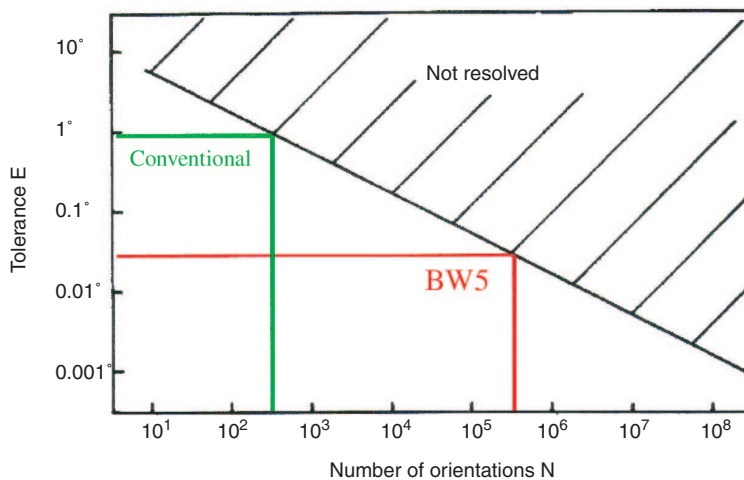 10°
Not resolved
1°
Conventional
0.1°
BW5
0.01°
0.001°
Tolerance E
10¹ 10² 10³ 10⁴ 10⁵ 10⁶ 10⁷ 10⁸
Number of orientations N